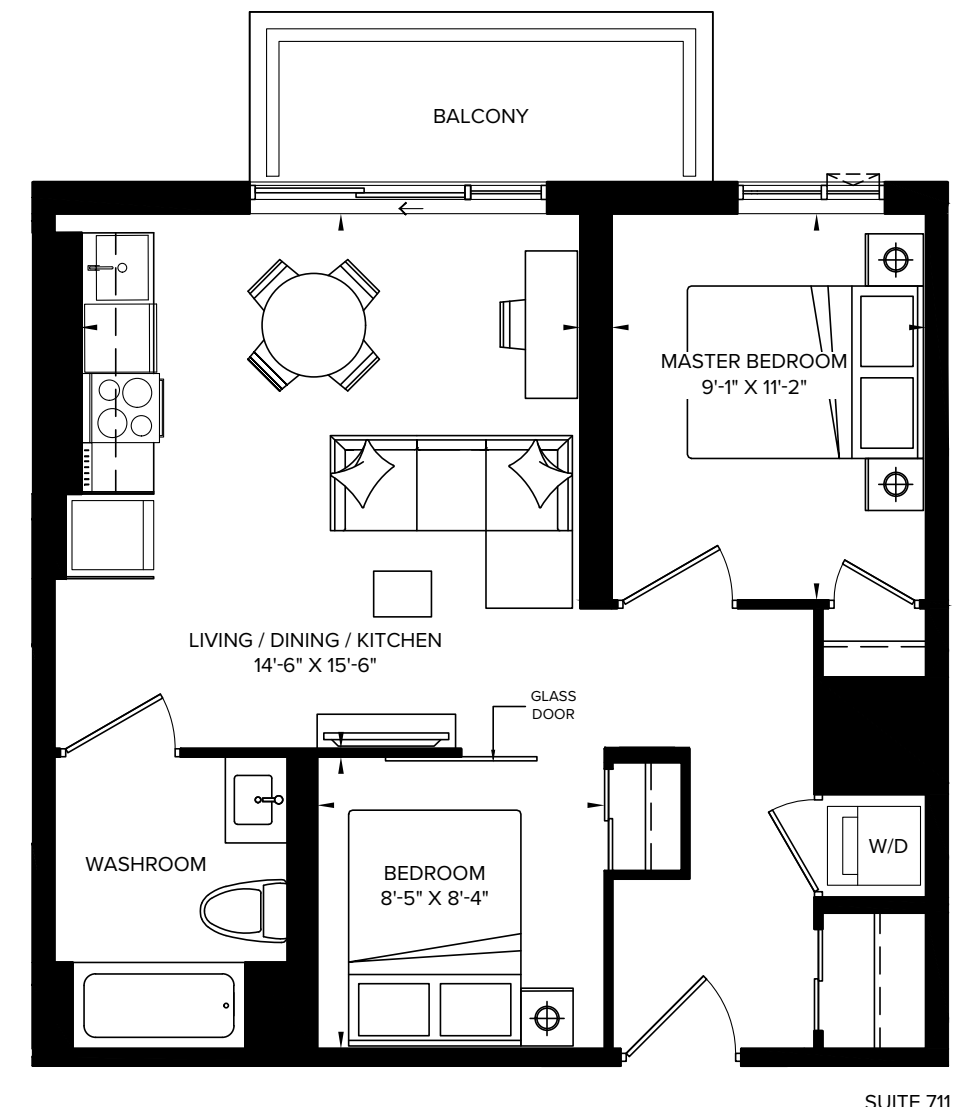 BALCONY
MASTER BEDROOM
9'-1" X 11'-2"
LIVING / DINING / KITCHEN
14'-6" X 15'-6"
GLASS
DOOR
WASHROOM
BEDROOM
8'-5" X 8'-4"
W/D
SUITE 711